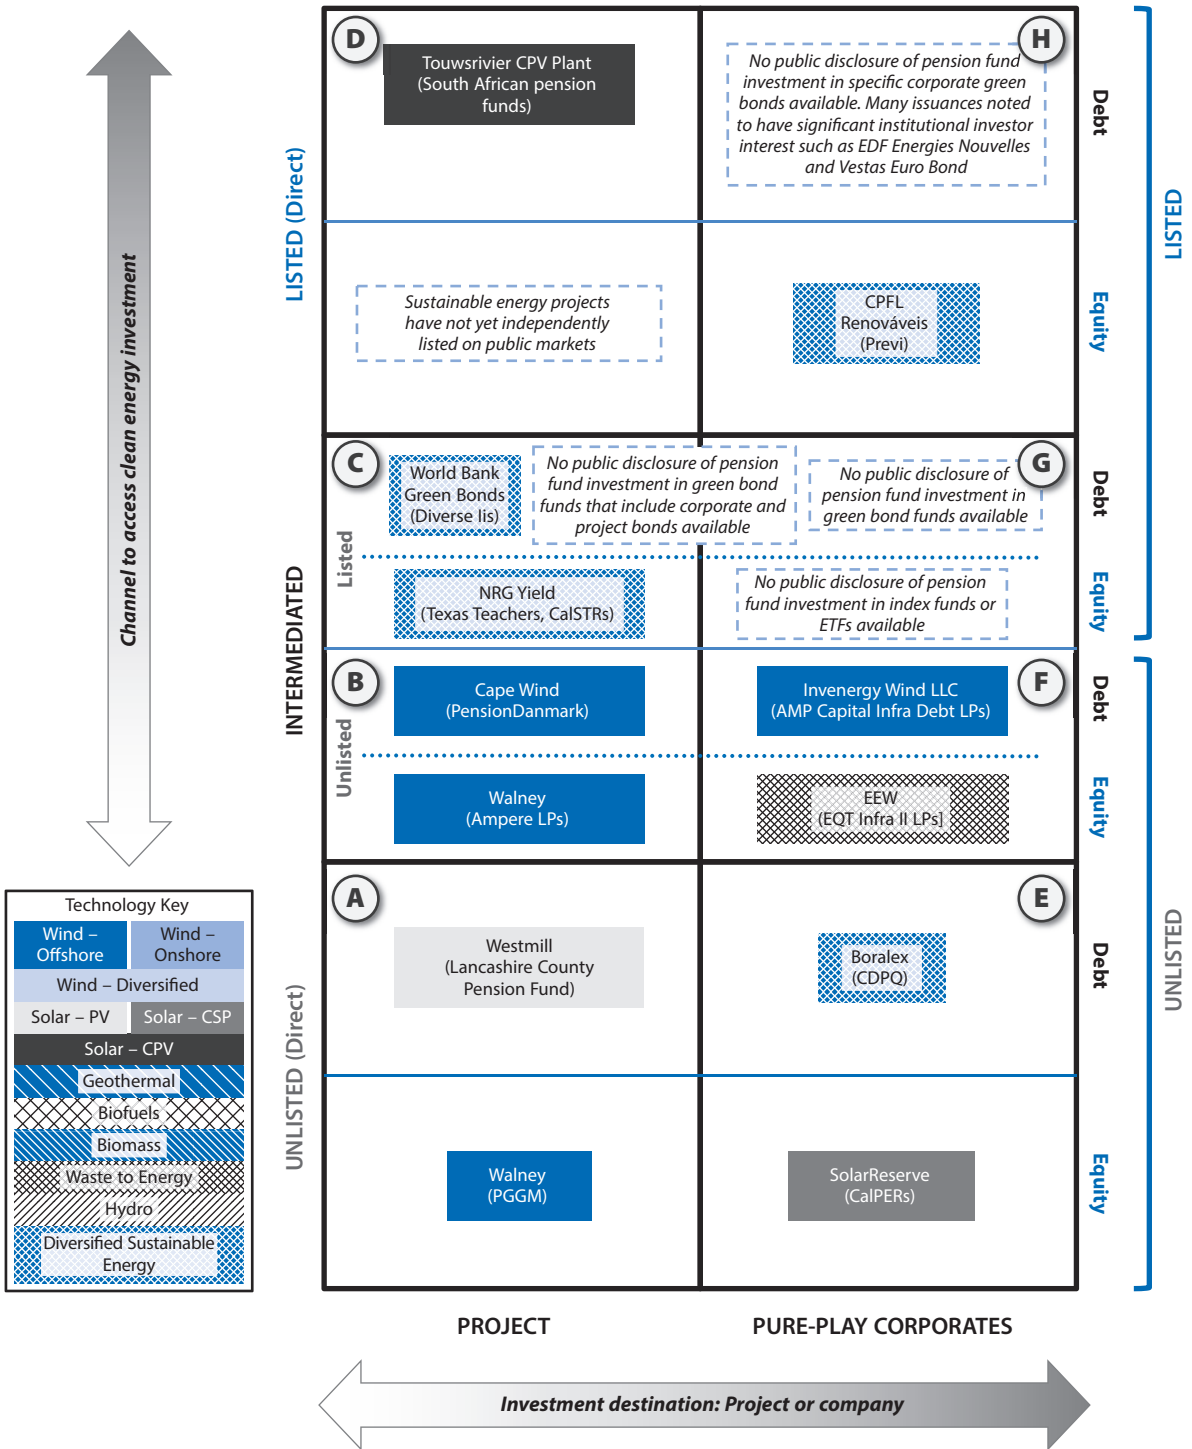 D
Touwsrivier CPV Plant
(South African pension
funds)
H
No public disclosure of pension fund
investment in specific corporate green
bonds available. Many issuances noted
to have significant institutional investor
interest such as EDF Energies Nouvelles
and Vestas Euro Bond
Debt
LISTED (Direct)
LISTED
Channel to access clean energy investment
Sustainable energy projects
have not yet independently
listed on public markets
CPFL
Renováveis
(Previ)
Equity
C
World Bank
Green Bonds
(Diverse Iis)
No public disclosure of pension
fund investment in green bond
funds that include corporate and
project bonds available
G
No public disclosure of
pension fund investment in
green bond funds available
Debt
Listed
INTERMEDIATED
NRG Yield
(Texas Teachers, CalSTRs)
No public disclosure of pension
fund investment in index funds or
ETFs available
Equity
B
Cape Wind
(PensionDanmark)
Invenergy Wind LLC
(AMP Capital Infra Debt LPs)
F
Debt
Unlisted
Walney
(Ampere LPs)
EEW
(EQT Infra II LPs]
Equity
A
Westmill
(Lancashire County
Pension Fund)
E
Boralex
(CDPQ)
Debt
UNLISTED
UNLISTED (Direct)
Walney
(PGGM)
SolarReserve
(CalPERs)
Equity
Technology Key
Wind –
Offshore
Wind –
Onshore
Wind – Diversified
Solar – PV
Solar – CSP
Solar – CPV
Geothermal
Biofuels
Biomass
Waste to Energy
Hydro
Diversified Sustainable
Energy
PROJECT
PURE-PLAY CORPORATES
Investment destination: Project or company